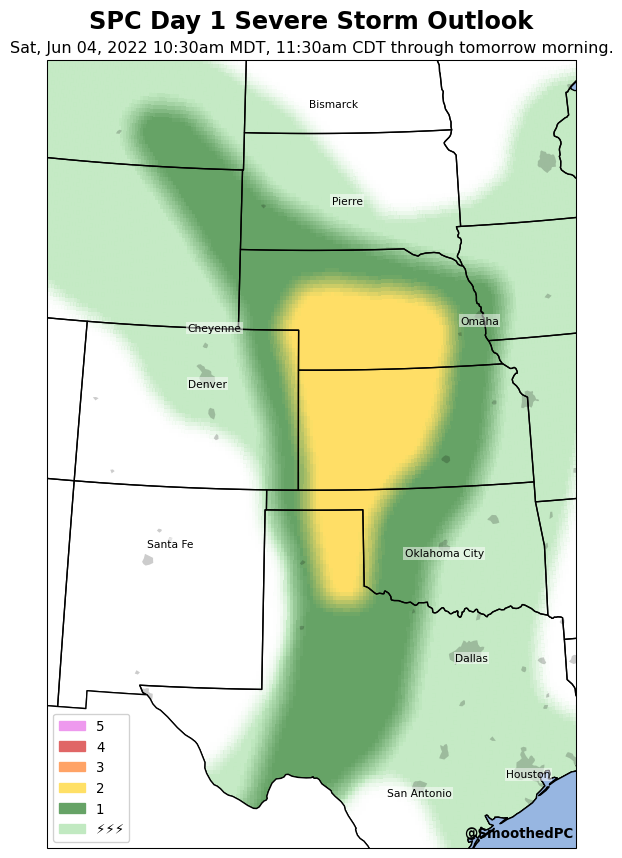 SPC Day 1 Severe Storm Outlook
Sat, Jun 04, 2022 10:30am MDT, 11:30am CDT through tomorrow morning.
Bismarck
Pierre
Omaha
Cheyenne
Denver
Santa Fe
Oklahoma City
Dallas
Houston
San Antonio
5
4
3
2
1
⚡⚡⚡
@SmoothedPC